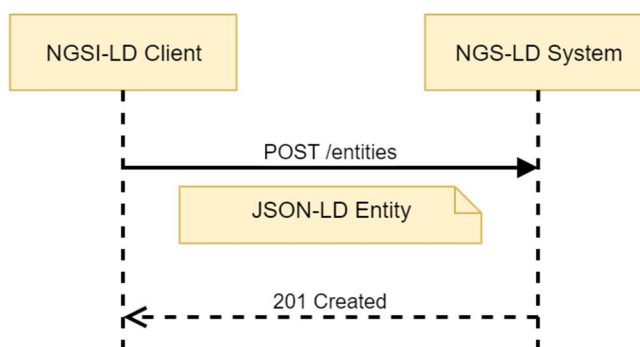 NGSI-LD Client
NGS-LD System
POST /entities
JSON-LD Entity
201 Created